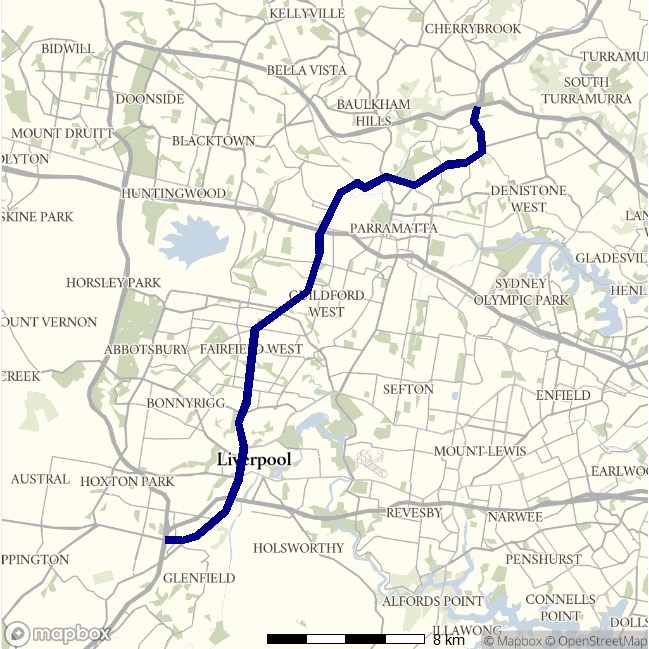 KELLYVILLE
CHERRYBROOK
BIDWILL
TURRAMU
BELLA VISTA
SOUTH
TURRAMURRA
DOONSIDE
BAULKHAM
HILLS
MOUNT DRUITT
BLACKTOWN
OLYTON
HUNTINGWOOD
DENISTONE
WEST
SKINE PARK
LAN
PARRAMATTA
GLADESVI
HORSLEY PARK
SYDNEY
OLYMPIC PARK
HENL
GUILDFORD
WEST
OUNT VERNON
ABBOTSBURY
FAIRFIELD WEST
CREEK
SEFTON
ENFIELD
BONNYRIGG
MOUNT LEWIS
Liverpool
EARLWO
AUSTRAL
HOXTON PARK
REVESBY
NARWEE
HOLSWORTHY
PPINGTON
PENSHURST
GLENFIELD
ALFORDS POINT
CONNELLS
POINT
DOLLS
ILLAWONG
mapbox
8 km
© Mapbox © OpenStreetMap